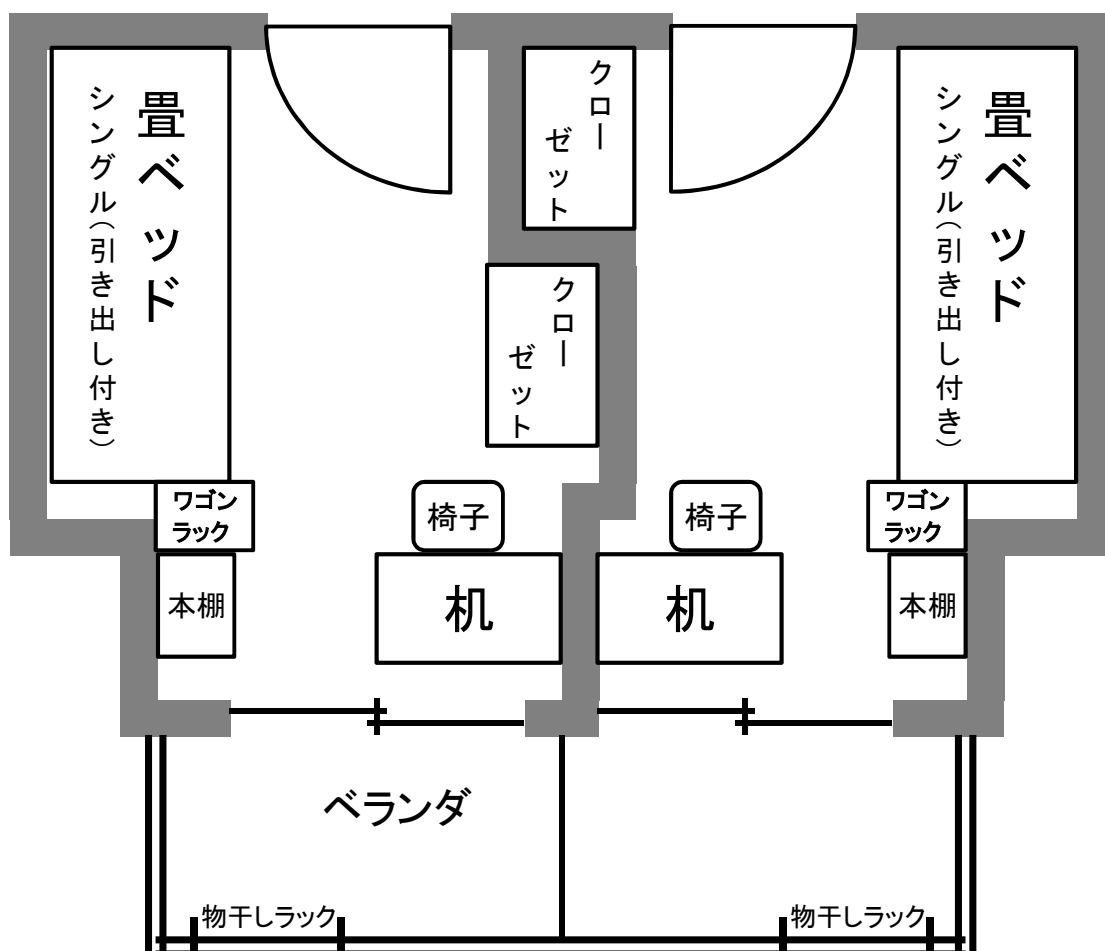 畳ベッド
シングル（引き出し付き）
クロー
ゼット
畳ベッド
シングル（引き出し付き）
クロー
ゼット
ワゴン
ラック
椅子
椅子
ワゴン
ラック
本棚
机
机
本棚
ベランダ
物干しラック
物干しラック